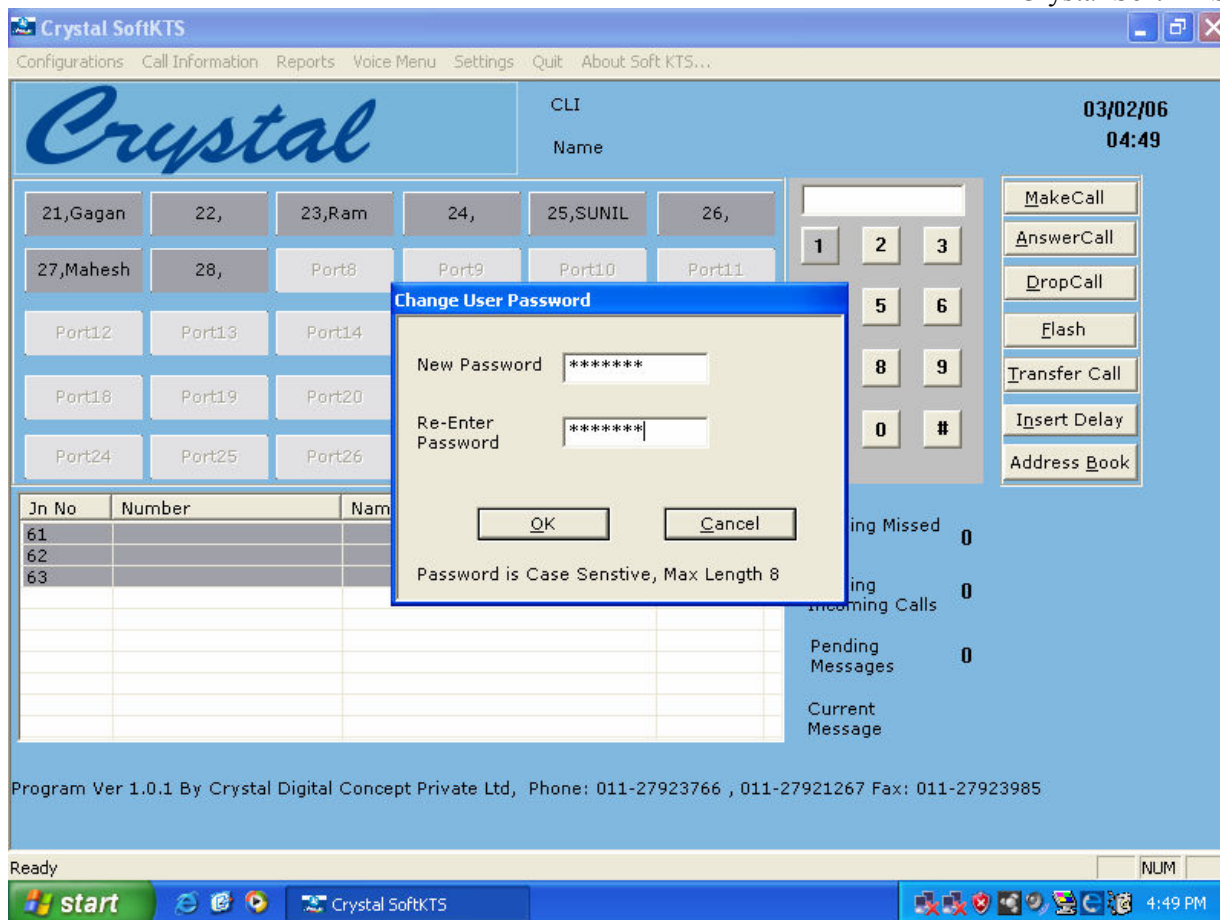 Crystal SoftKTS
Configurations Call Information Reports Voice Menu Settings Quit About Soft KTS...
Crystal
CLI
Name
03/02/06
04:49
21,Gagan 22, 23,Ram 24, 25,SUNIL 26,
27,Mahesh 28, Port8 Port9 Port10 Port11
Port12 Port13 Port14
Port18 Port19 Port20
Port24 Port25 Port26
1 2 3
5 6
8 9
0 #
MakeCall
AnswerCall
DropCall
Flash
Transfer Call
Insert Delay
Address Book
Change User Password
New Password *******
Re-Enter
Password *******
OK Cancel
Password is Case Senstive, Max Length 8
Jn No Number Nam
61
62
63
ing Missed 0
ing 0
Incoming Calls
Pending
Messages 0
Current
Message
Program Ver 1.0.1 By Crystal Digital Concept Private Ltd, Phone: 011-27923766 , 011-27921267 Fax: 011-27923985
Ready NUM
start Crystal SoftKTS 4:49 PM